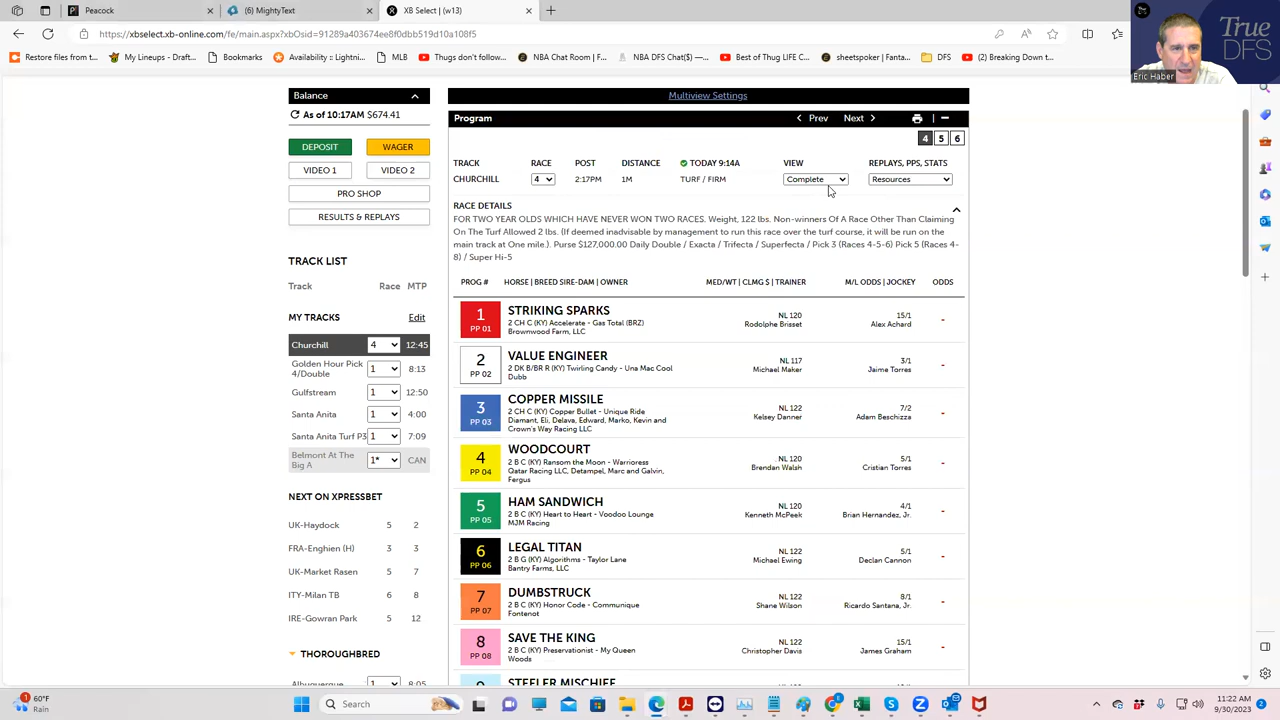 Peacock
(2) MightyText
XB Select | (w13)
https://xbselect.xb-online.com/fe/main.aspx?xbOsid=91289a403674ee8f0dbb519d10a108f5
Restore files from t...
My Lineups - Draft...
Bookmarks
Availability :: Lightni...
MLB
Thugs don't follow...
NBA Chat Room | F...
NBA DFS Chat($) —...
Best of Thug LIFE C...
sheetspoker | Fanta...
DFS
(2) Breaking Down t...
True
DFS
Eric Haber
Balance
As of 10:17AM $674.41
DEPOSIT
WAGER
VIDEO 1
VIDEO 2
PRO SHOP
RESULTS & REPLAYS
TRACK LIST
Track Race MTP
MY TRACKS Edit
Churchill 4 12:45
Golden Hour Pick
4/Double 1 8:13
Gulfstream 1 12:50
Santa Anita 1 4:00
Santa Anita Turf P3 1 7:09
Belmont At The
Big A 1* CAN
NEXT ON XPRESSBET
UK-Haydock 5 2
FRA-Enghien (H) 3 3
UK-Market Rasen 5 7
ITY-Milan TB 6 8
IRE-Gowran Park 5 12
THOROUGHBRED
Albuquerque 1 8:05
Multiview Settings
Program Prev Next
4 5 6
TRACK RACE POST DISTANCE TODAY 9:14A VIEW REPLAYS, PPS, STATS
CHURCHILL 4 2:17PM 1M TURF / FIRM Complete Resources
RACE DETAILS
FOR TWO YEAR OLDS WHICH HAVE NEVER WON TWO RACES. Weight, 122 lbs. Non-winners Of A Race Other Than Claiming
On The Turf Allowed 2 lbs. (If deemed inadvisable by management to run this race over the turf course, it will be run on the
main track at One mile.). Purse $127,000.00 Daily Double / Exacta / Trifecta / Superfecta / Pick 3 (Races 4-5-6) Pick 5 (Races 4-
8) / Super Hi-5
PROG # HORSE | BREED SIRE-DAM | OWNER MED/WT | CLMG $ | TRAINER M/L ODDS | JOCKEY ODDS
1
PP 01
STRIKING SPARKS
2 CH C (KY) Accelerate - Gas Total (BRZ)
Brownwood Farm, LLC
NL 120
Rodolphe Brisset
15/1
Alex Achard
-
2
PP 02
VALUE ENGINEER
2 DK B/BR R (KY) Twirling Candy - Una Mac Cool
Dubb
NL 117
Michael Maker
3/1
Jaime Torres
-
3
PP 03
COPPER MISSILE
2 CH C (KY) Copper Bullet - Unique Ride
Diamant, Eli, Delava, Edward, Marko, Kevin and
Crown's Way Racing LLC
NL 122
Kelsey Danner
7/2
Adam Beschizza
-
4
PP 04
WOODCOURT
2 B C (KY) Ransom the Moon - Warrioress
Qatar Racing LLC, Detampel, Marc and Galvin,
Fergus
NL 120
Brendan Walsh
5/1
Cristian Torres
-
5
PP 05
HAM SANDWICH
2 B C (KY) Heart to Heart - Voodoo Lounge
MJM Racing
NL 120
Kenneth McPeek
4/1
Brian Hernandez, Jr.
-
6
PP 06
LEGAL TITAN
2 B G (KY) Algorithms - Taylor Lane
Bantry Farms, LLC
NL 122
Michael Ewing
5/1
Declan Cannon
-
7
PP 07
DUMBSTRUCK
2 B C (KY) Honor Code - Communique
Fontenot
NL 122
Shane Wilson
8/1
Ricardo Santana, Jr.
-
8
PP 08
SAVE THE KING
2 B C (KY) Preservationist - My Queen
Woods
NL 122
Christopher Davis
15/1
James Graham
-
STEELER MISCHIEF
60°F
Rain
Search
11:22 AM
9/30/2023